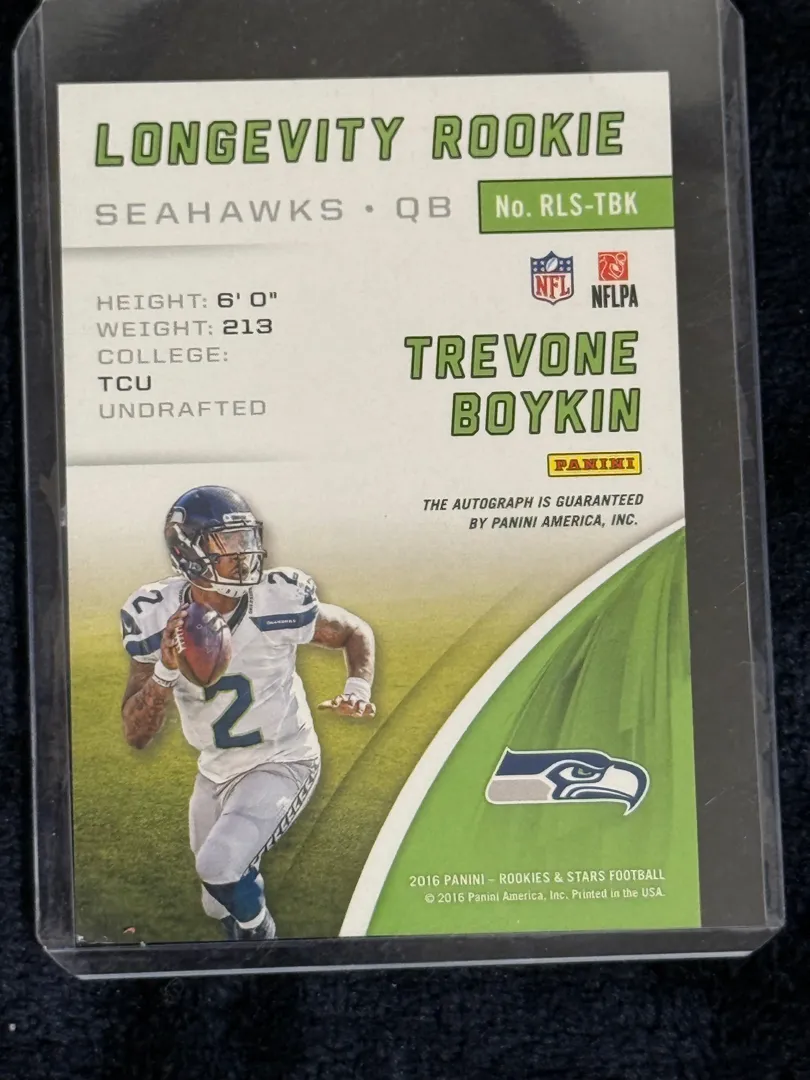 LONGEVITY ROOKIE
SEAHAWKS • QB
No. RLS-TBK
NFL
NFLPA
HEIGHT: 6' 0"
WEIGHT: 213
COLLEGE:
TCU
UNDRAFTED
TREVONE
BOYKIN
PANINI
THE AUTOGRAPH IS GUARANTEED
BY PANINI AMERICA, INC.
2
2
2
2016 PANINI – ROOKIES & STARS FOOTBALL
© 2016 Panini America, Inc. Printed in the USA.